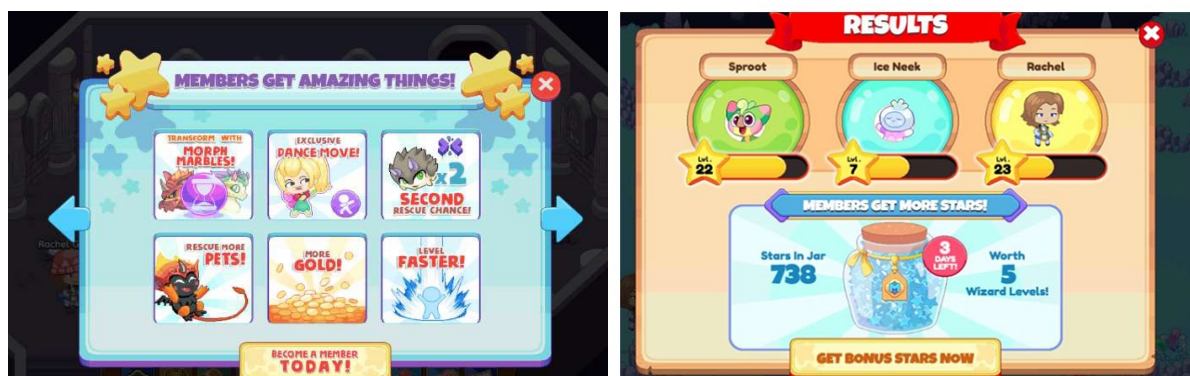 MEMBERS GET AMAZING THINGS!
TRANSFORM WITH
MORPH
MARBLES!
EXCLUSIVE
DANCE MOVE!
x2
SECOND
RESCUE CHANCE!
RESCUE MORE
PETS!
MORE
GOLD!
LEVEL
FASTER!
BECOME A MEMBER
TODAY!
RESULTS
Sproot
Ice Neek
Rachel
Lvl.
22
Lvl.
7
Lvl.
23
MEMBERS GET MORE STARS!
Stars In Jar
738
3
DAYS
LEFT!
Worth
5
Wizard Levels!
GET BONUS STARS NOW